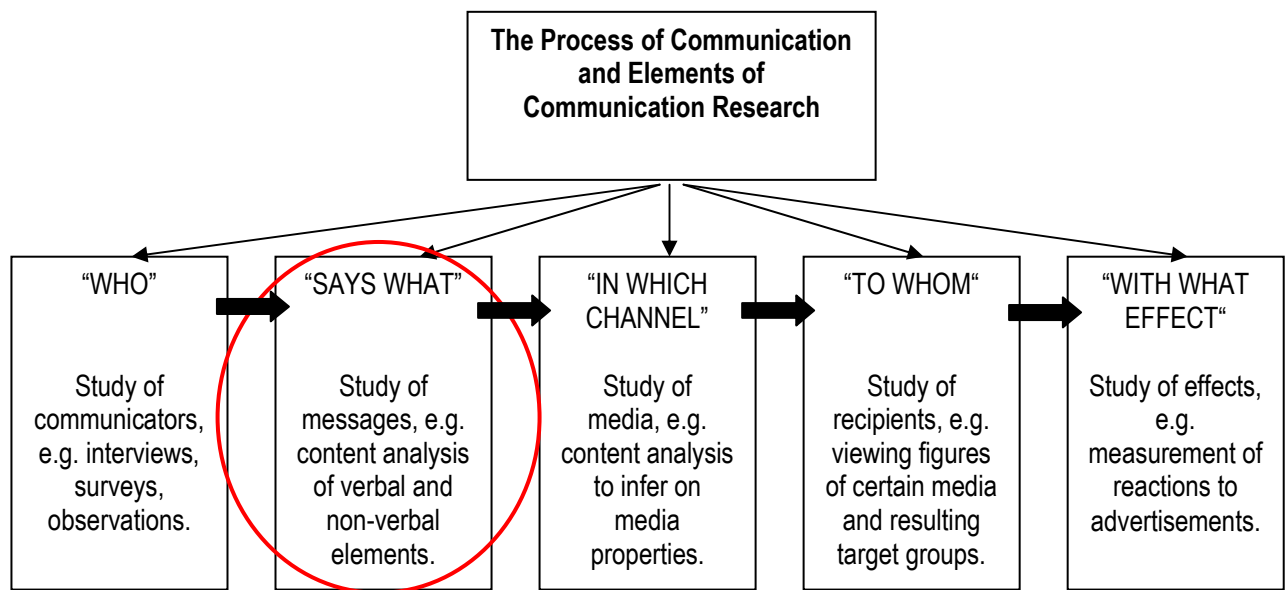 The Process of Communication
and Elements of
Communication Research
“WHO”
Study of
communicators,
e.g. interviews,
surveys,
observations.
“SAYS WHAT”
Study of
messages, e.g.
content analysis
of verbal and
non-verbal
elements.
“IN WHICH
CHANNEL”
Study of
media, e.g.
content analysis
to infer on
media
properties.
“TO WHOM“
Study of
recipients, e.g.
viewing figures
of certain media
and resulting
target groups.
“WITH WHAT
EFFECT“
Study of effects,
e.g.
measurement of
reactions to
advertisements.